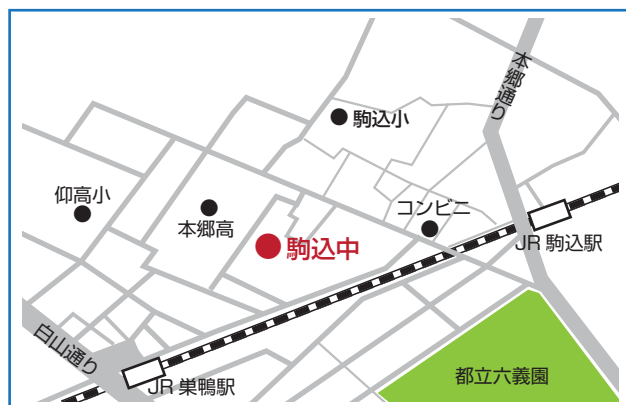 本郷通り
駒込小
仰高小
本郷高
コンビニ
駒込中
JR 駒込駅
白山通り
JR 巣鴨駅
都立六義園